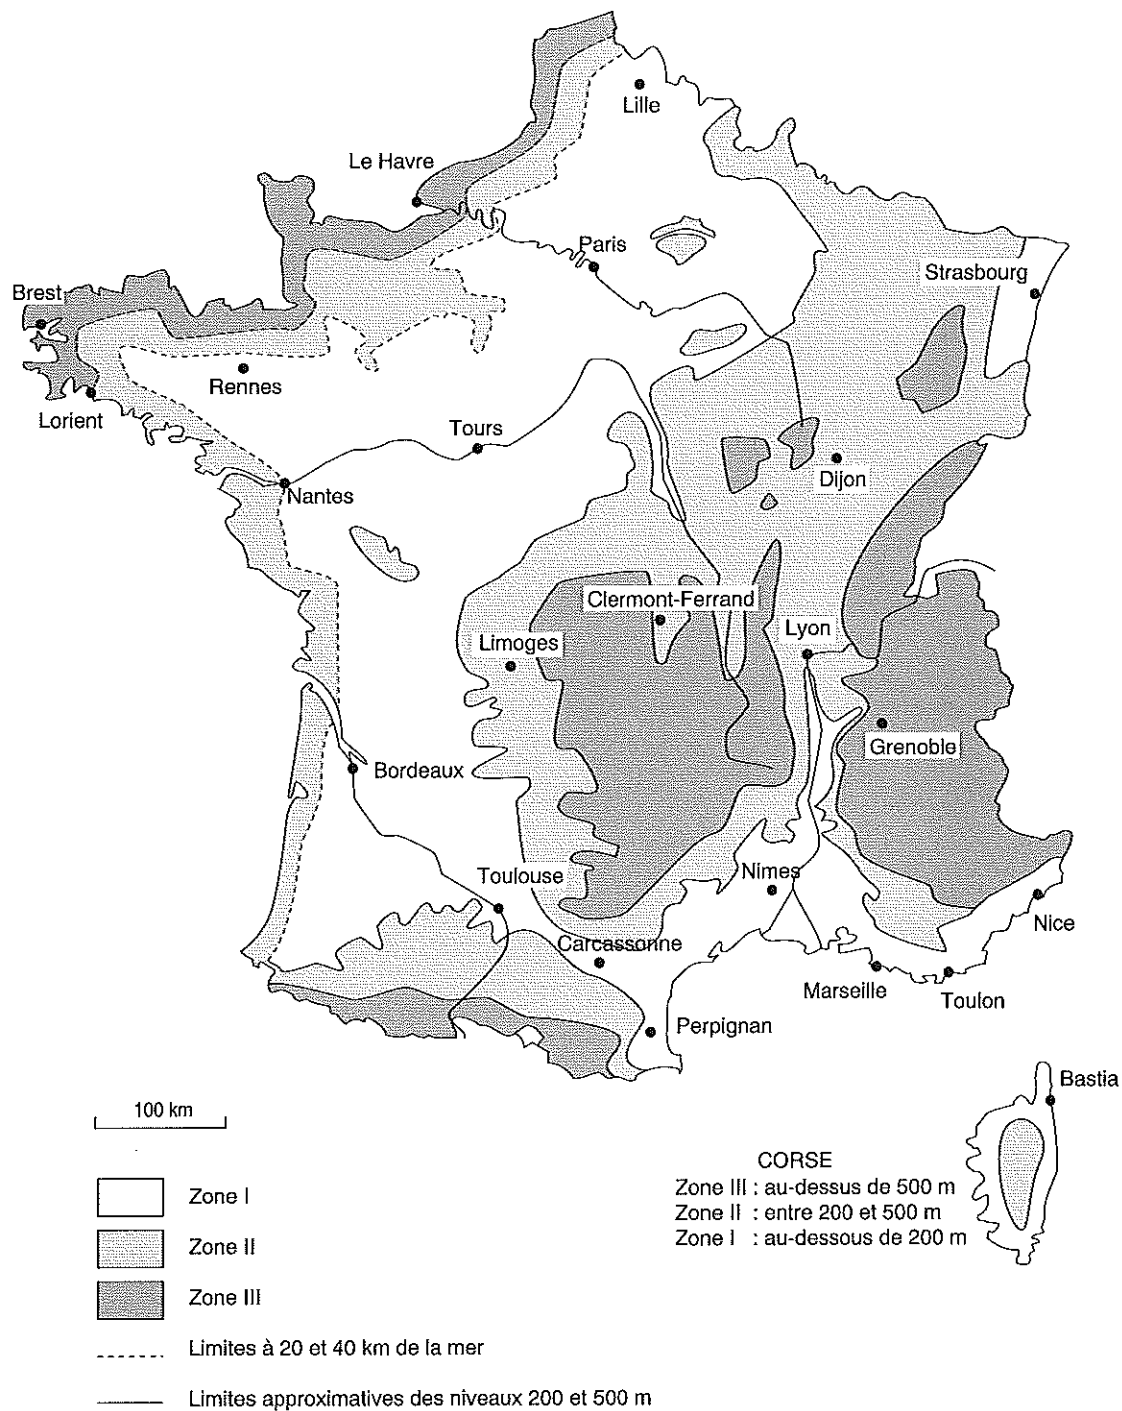 Lille
Le Havre
Paris
Strasbourg
Brest
Rennes
Lorient
Tours
Dijon
Nantes
Clermont-Ferrand
Lyon
Limoges
Grenoble
Bordeaux
Toulouse
Nimes
Nice
Carcassonne
Marseille
Toulon
Perpignan
Bastia
100 km
CORSE
Zone III : au-dessus de 500 m
Zone II : entre 200 et 500 m
Zone I : au-dessous de 200 m
Zone I
Zone II
Zone III
Limites à 20 et 40 km de la mer
Limites approximatives des niveaux 200 et 500 m